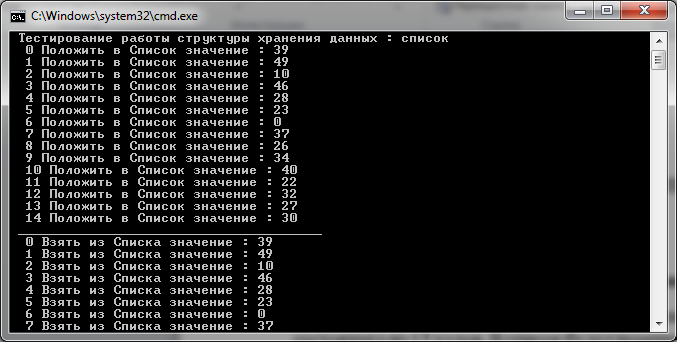 C:\Windows\system32\cmd.exe
Тестирование работы структуры хранения данных : список
0 Положить в Список значение : 39
1 Положить в Список значение : 49
2 Положить в Список значение : 10
3 Положить в Список значение : 46
4 Положить в Список значение : 28
5 Положить в Список значение : 23
6 Положить в Список значение : 0
7 Положить в Список значение : 37
8 Положить в Список значение : 26
9 Положить в Список значение : 34
10 Положить в Список значение : 40
11 Положить в Список значение : 22
12 Положить в Список значение : 32
13 Положить в Список значение : 27
14 Положить в Список значение : 30
0 Взять из Списка значение : 39
1 Взять из Списка значение : 49
2 Взять из Списка значение : 10
3 Взять из Списка значение : 46
4 Взять из Списка значение : 28
5 Взять из Списка значение : 23
6 Взять из Списка значение : 0
7 Взять из Списка значение : 37